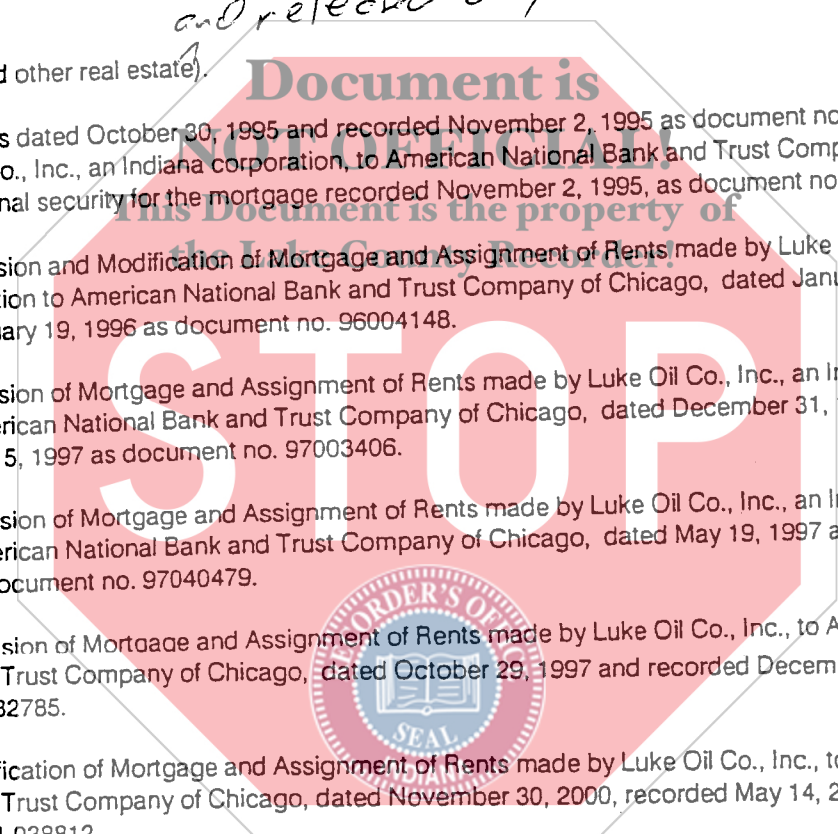 and
d other real estate).
Document is
NOT OFFICIAL!
This Document is the property of
the Lake County Recorder!
STOP
s dated October 30, 1995 and recorded November 2, 1995 as document no
o., Inc., an Indiana corporation, to American National Bank and Trust Comp
nal security for the mortgage recorded November 2, 1995, as document no
sion and Modification of Mortgage and Assignment of Rents made by Luke
tion to American National Bank and Trust Company of Chicago, dated Janu
ary 19, 1996 as document no. 96004148.
sion of Mortgage and Assignment of Rents made by Luke Oil Co., Inc., an In
erican National Bank and Trust Company of Chicago, dated December 31,
5, 1997 as document no. 97003406.
sion of Mortgage and Assignment of Rents made by Luke Oil Co., Inc., an In
erican National Bank and Trust Company of Chicago, dated May 19, 1997 a
ocument no. 97040479.
sion of Mortgage and Assignment of Rents made by Luke Oil Co., Inc., to A
Trust Company of Chicago, dated October 29, 1997 and recorded Decem
32785.
RECORDER'S OFFICE
SEAL
INDIANA
fication of Mortgage and Assignment of Rents made by Luke Oil Co., Inc., to
Trust Company of Chicago, dated November 30, 2000, recorded May 14, 2